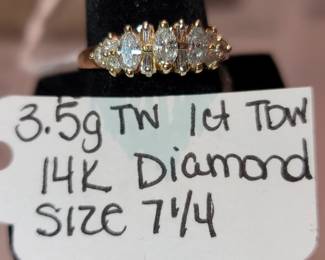 3.5g TW 1ct TDW
14K Diamond
Size 7 1/4